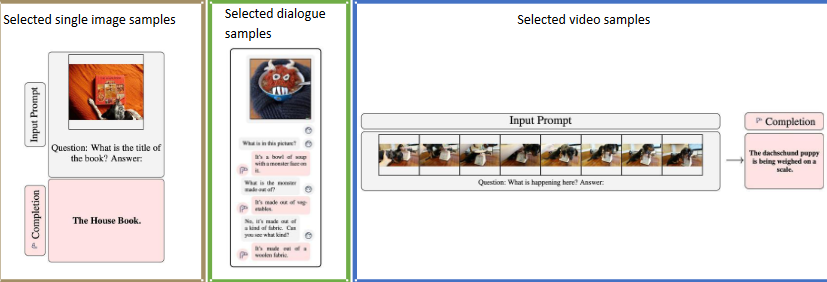 Selected single image samples
Input Prompt
Question: What is the title of
the book? Answer:
Completion
The House Book.
Selected dialogue
samples
What is in this picture?
It's a bowl of soup
with a monster face on
it.
What is the monster
made out of?
It's made out of veg-
etables.
No, it's made out of
a kind of fabric. Can
you see what kind?
It's made out of a
woolen fabric.
Selected video samples
Input Prompt
Question: What is happening here? Answer:
Completion
The dachschund puppy
is being weighed on a
scale.